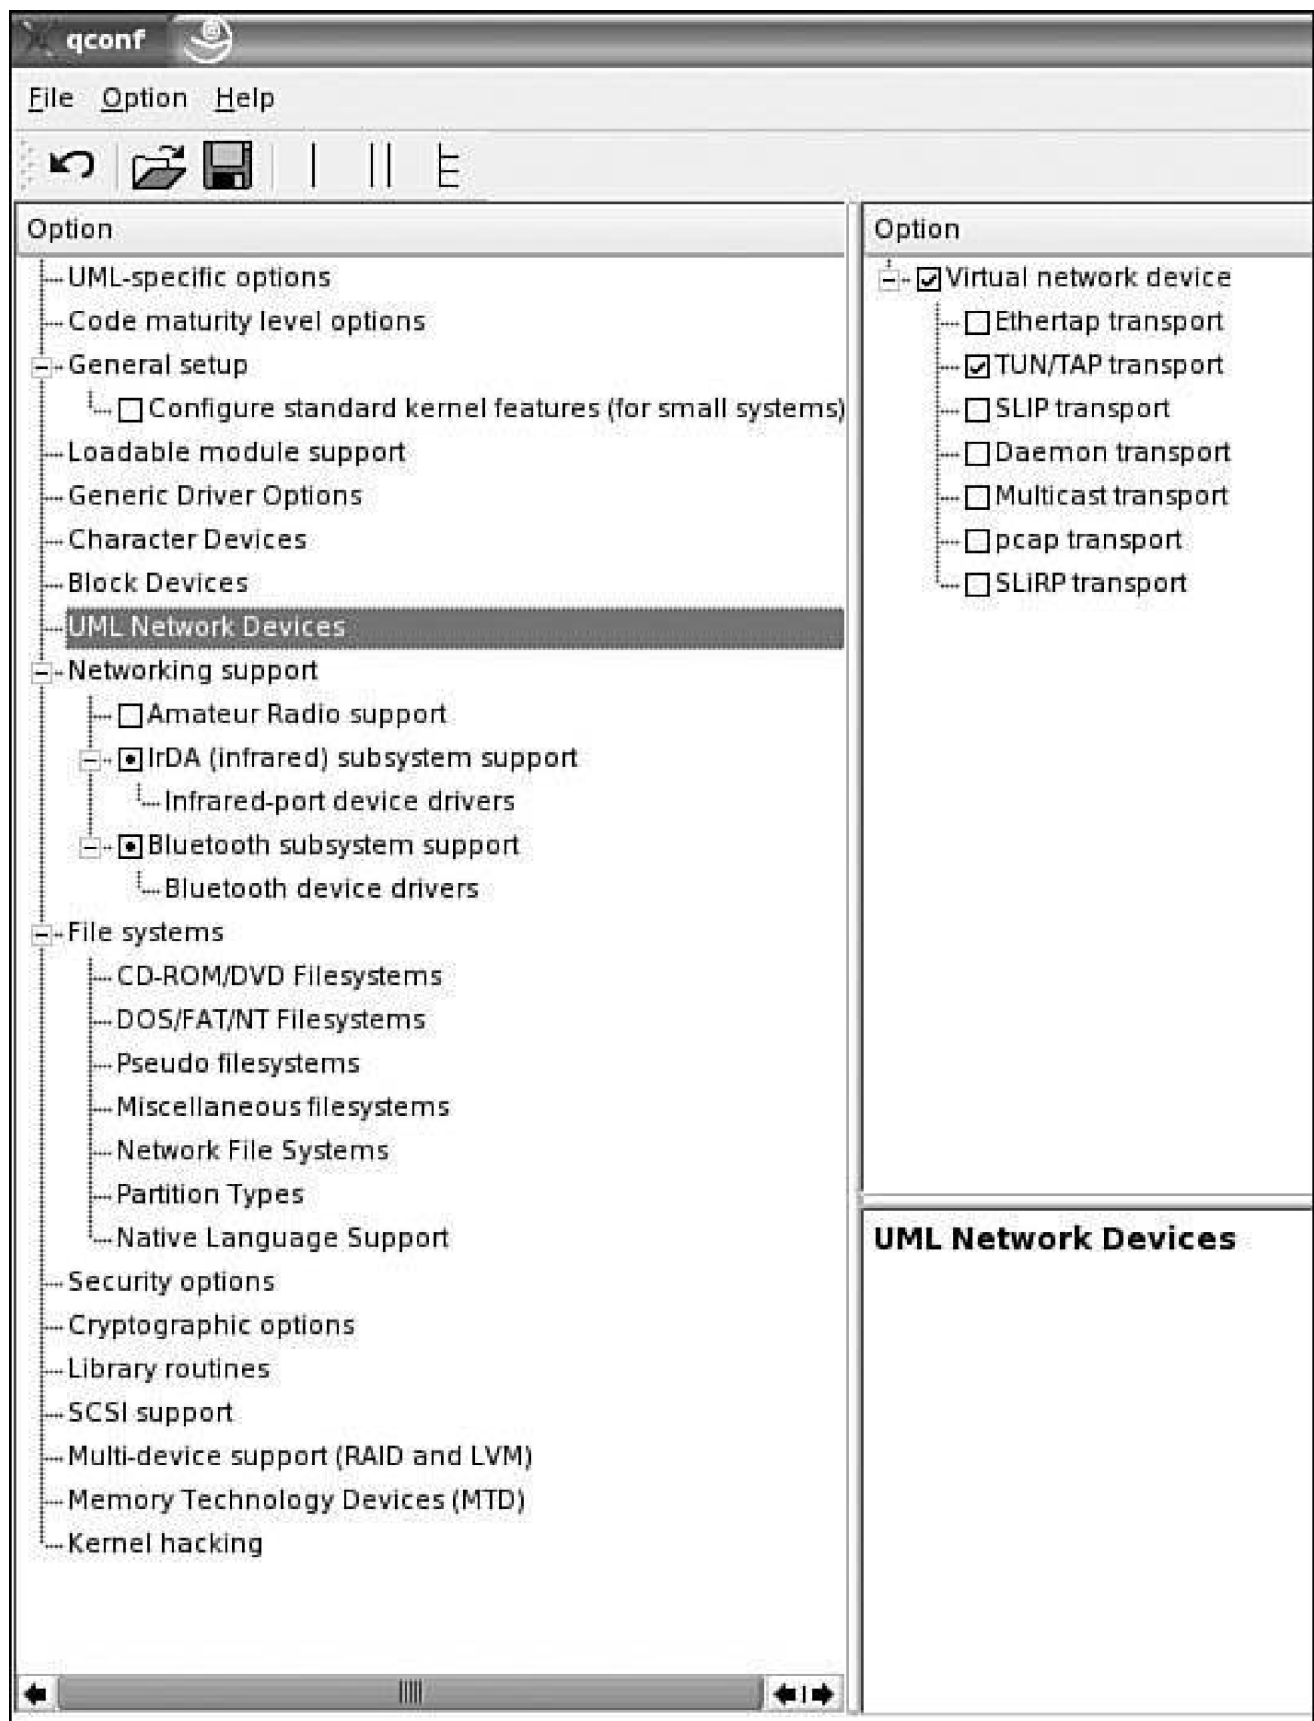 qconf
File Option Help
Option
UML-specific options
Code maturity level options
General setup
Configure standard kernel features (for small systems)
Loadable module support
Generic Driver Options
Character Devices
Block Devices
UML Network Devices
Networking support
Amateur Radio support
IrDA (infrared) subsystem support
Infrared-port device drivers
Bluetooth subsystem support
Bluetooth device drivers
File systems
CD-ROM/DVD Filesystems
DOS/FAT/NT Filesystems
Pseudo filesystems
Miscellaneous filesystems
Network File Systems
Partition Types
Native Language Support
Security options
Cryptographic options
Library routines
SCSI support
Multi-device support (RAID and LVM)
Memory Technology Devices (MTD)
Kernel hacking
Option
Virtual network device
Ethertap transport
TUN/TAP transport
SLIP transport
Daemon transport
Multicast transport
pcap transport
SLiRP transport
UML Network Devices